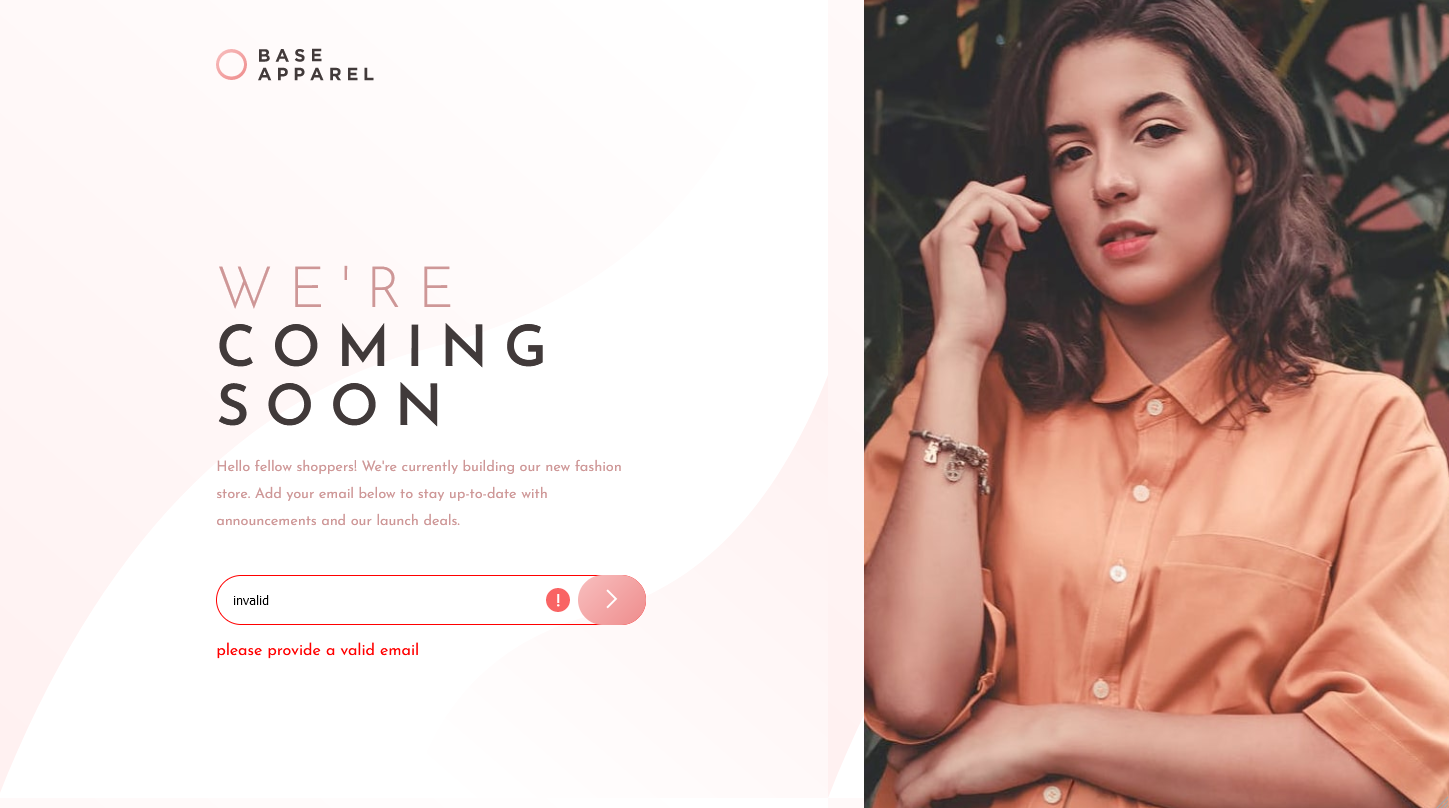 BASE
APPAREL
WE'RE
COMING
SOON
Hello fellow shoppers! We're currently building our new fashion
store. Add your email below to stay up-to-date with
announcements and our launch deals.
invalid
!
please provide a valid email